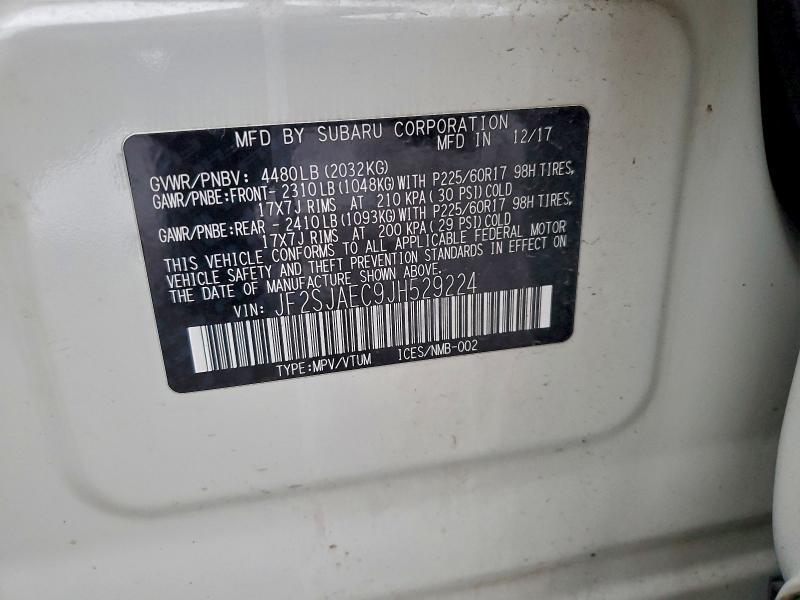 MFD BY SUBARU CORPORATION
MFD IN 12/17
GVWR/PNBV: 4480LB(2032KG)
GAWR/PNBE:FRONT- 2310LB(1048KG)WITH P225/60R17 98H TIRES,
17X7J RIMS AT 210 KPA( 30 PSI)COLD
GAWR/PNBE:REAR - 2410LB(1093KG)WITH P225/60R17 98H TIRES,
17X7J RIMS AT 200 KPA( 29 PSI)COLD
THIS VEHICLE CONFORMS TO ALL APPLICABLE FEDERAL MOTOR
VEHICLE SAFETY AND THEFT PREVENTION STANDARDS IN EFFECT ON
THE DATE OF MANUFACTURE SHOWN ABOVE.
VIN: JF2SJAEC9JH529224
TYPE:MPV/VTUM ICES/NMB-002